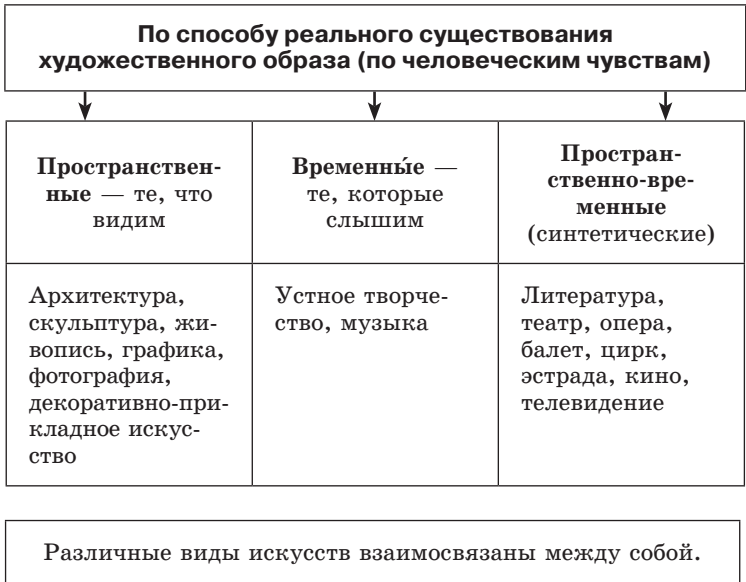 По способу реального существования
художественного образа (по человеческим чувствам)
Пространствен-
ные — те, что
видим
Временны́е —
те, которые
слышим
Простран-
ственно-вре-
менные
(синтетические)
Архитектура,
скульптура, жи-
вопись, графика,
фотография,
декоративно-при-
кладное искус-
ство
Устное творче-
ство, музыка
Литература,
театр, опера,
балет, цирк,
эстрада, кино,
телевидение
Различные виды искусств взаимосвязаны между собой.